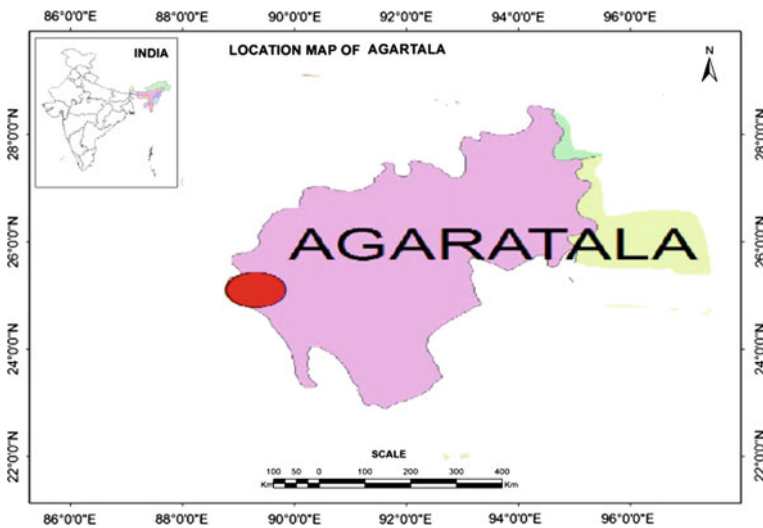 86°0'0"E 88°0'0"E 90°0'0"E 92°0'0"E 94°0'0"E 96°0'0"E
INDIA
LOCATION MAP OF AGARTALA
N
28°0'0"N 28°0'0"N
AGARATALA
26°0'0"N 26°0'0"N
24°0'0"N 24°0'0"N
SCALE
22°0'0"N 22°0'0"N
100 50 0 100 200 300 400
Km Km
86°0'0"E 88°0'0"E 90°0'0"E 92°0'0"E 94°0'0"E 96°0'0"E